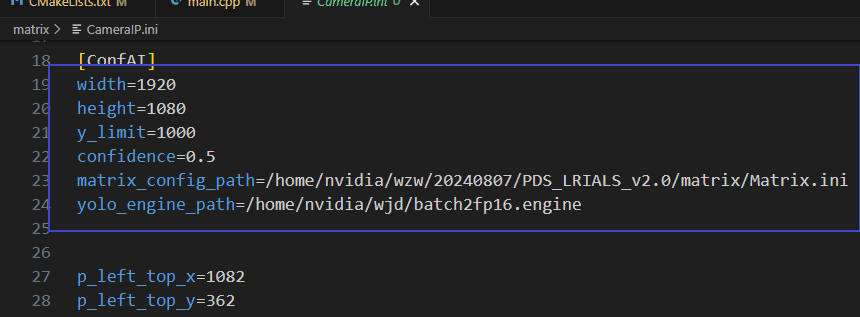 CMakeLists.txt M main.cpp M CameraIP.ini U
matrix > CameraIP.ini
18 [ConfAI]
19 width=1920
20 height=1080
21 y_limit=1000
22 confidence=0.5
23 matrix_config_path=/home/nvidia/wzw/20240807/PDS_LRIALS_v2.0/matrix/Matrix.ini
24 yolo_engine_path=/home/nvidia/wjd/batch2fp16.engine
25
26
27 p_left_top_x=1082
28 p_left_top_y=362